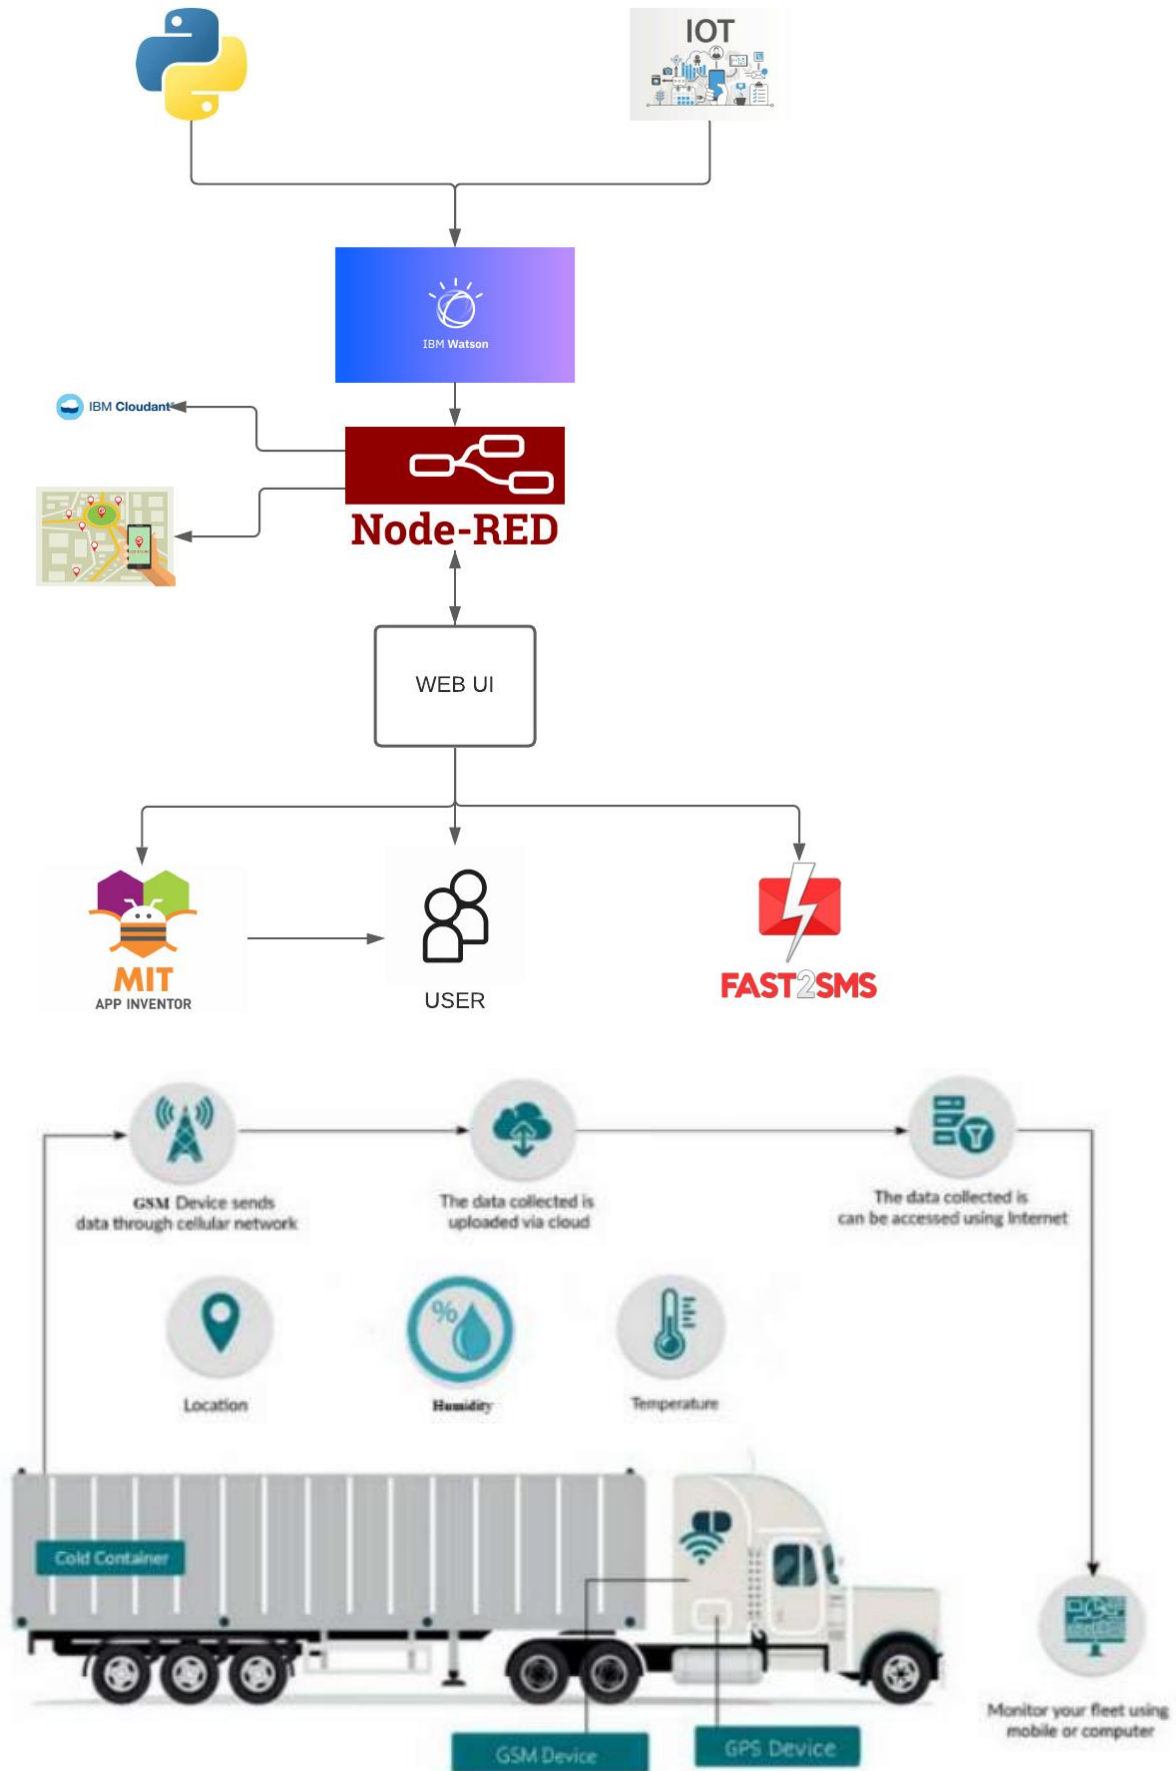 IOT
IBM Watson
IBM Cloudant®
Node-RED
WEB UI
MIT
APP INVENTOR
USER
FAST2SMS
GSM Device sends
data through cellular network
The data collected is
uploaded via cloud
The data collected is
can be accessed using Internet
Location
Humidity
Temperature
Cold Container
GSM Device
GPS Device
Monitor your fleet using
mobile or computer